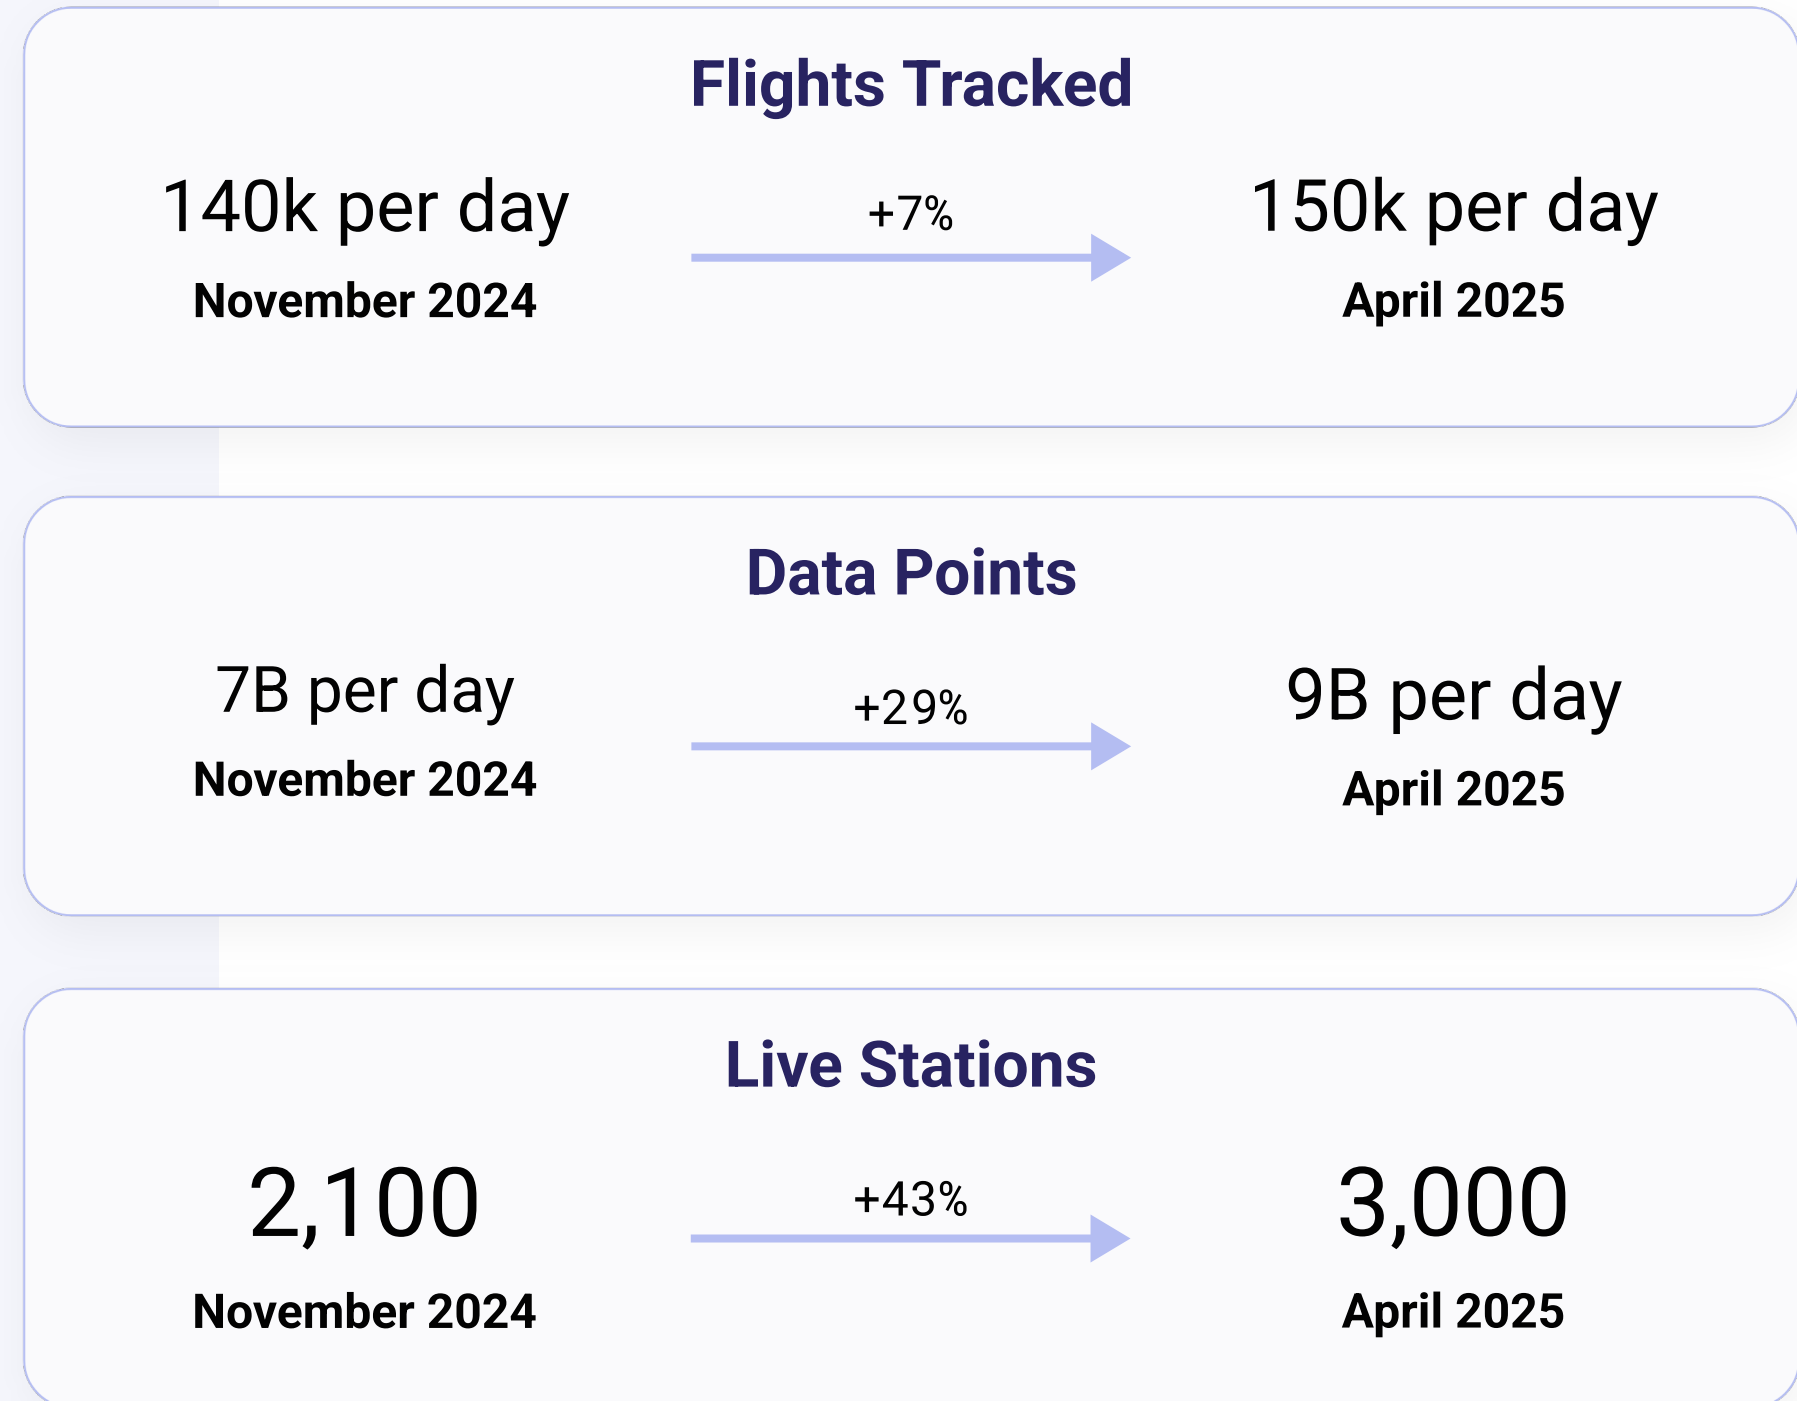 Flights Tracked
140k per day
+7%
150k per day
November 2024
April 2025
Data Points
7B per day
+29%
9B per day
November 2024
April 2025
Live Stations
2,100
+43%
3,000
November 2024
April 2025